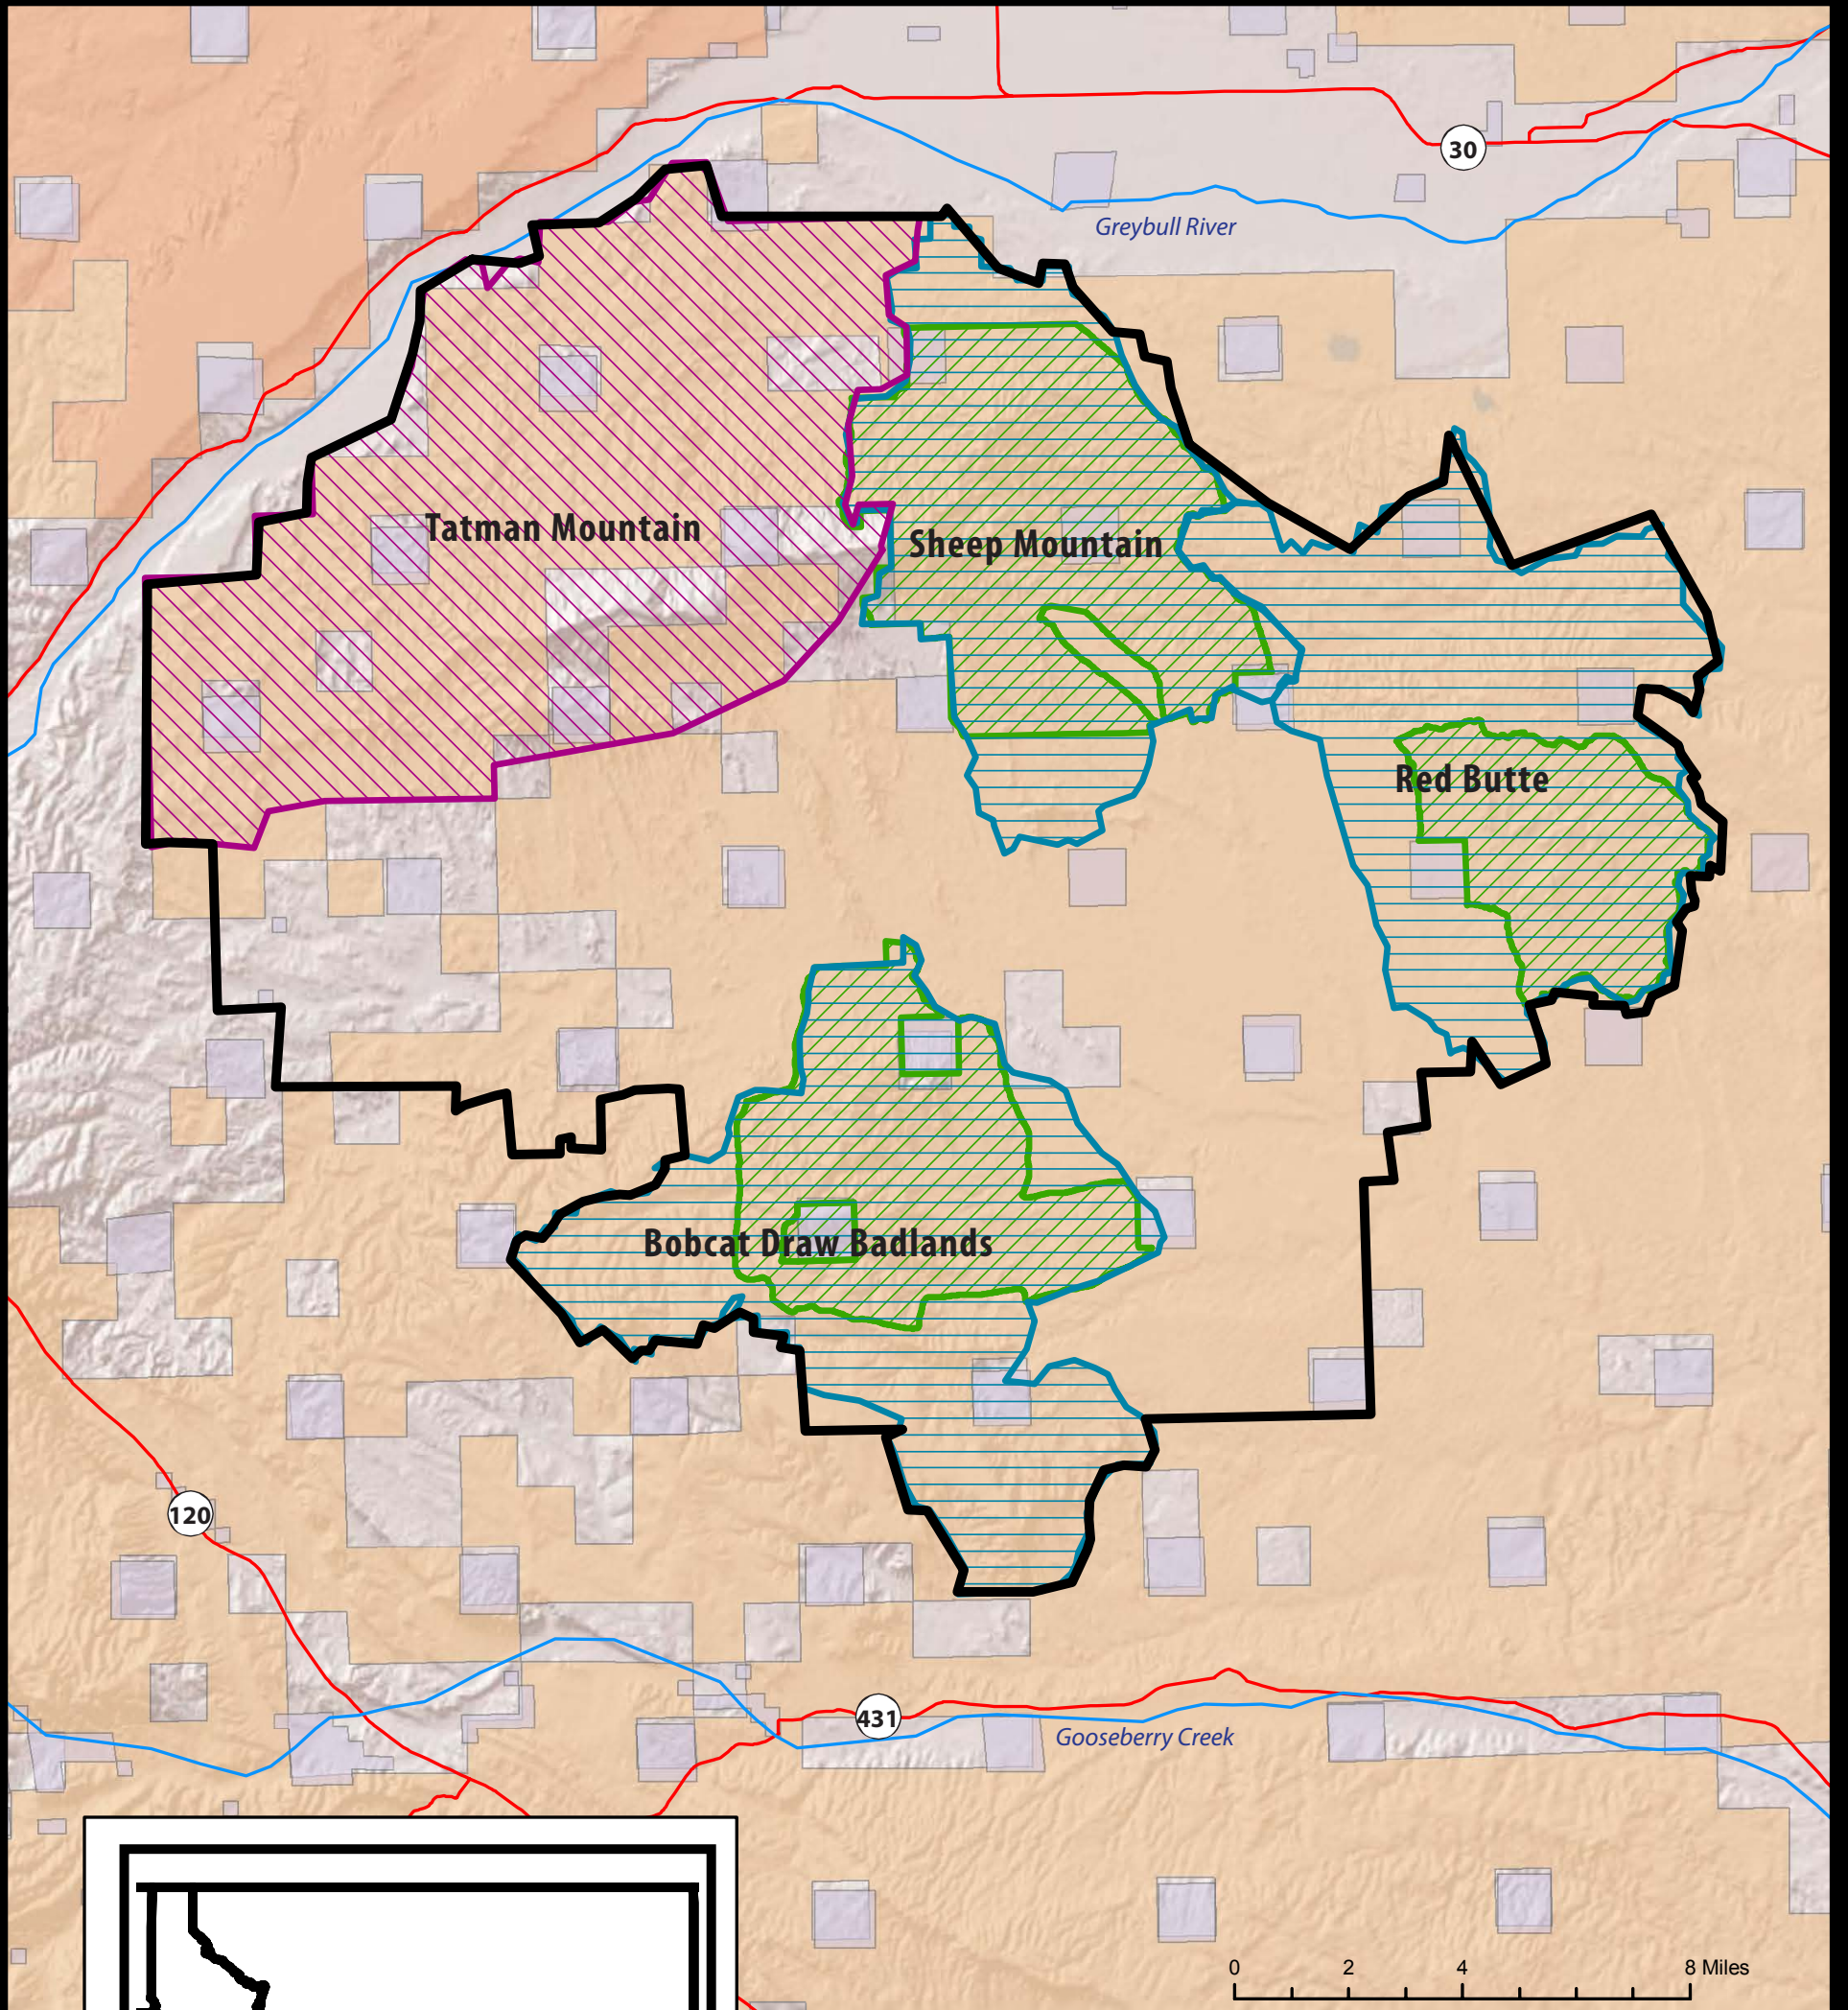 30
Greybull River
Tatman Mountain
Sheep Mountain
Red Butte
Bobcat Draw Badlands
120
431
Gooseberry Creek
0 2 4 8 Miles